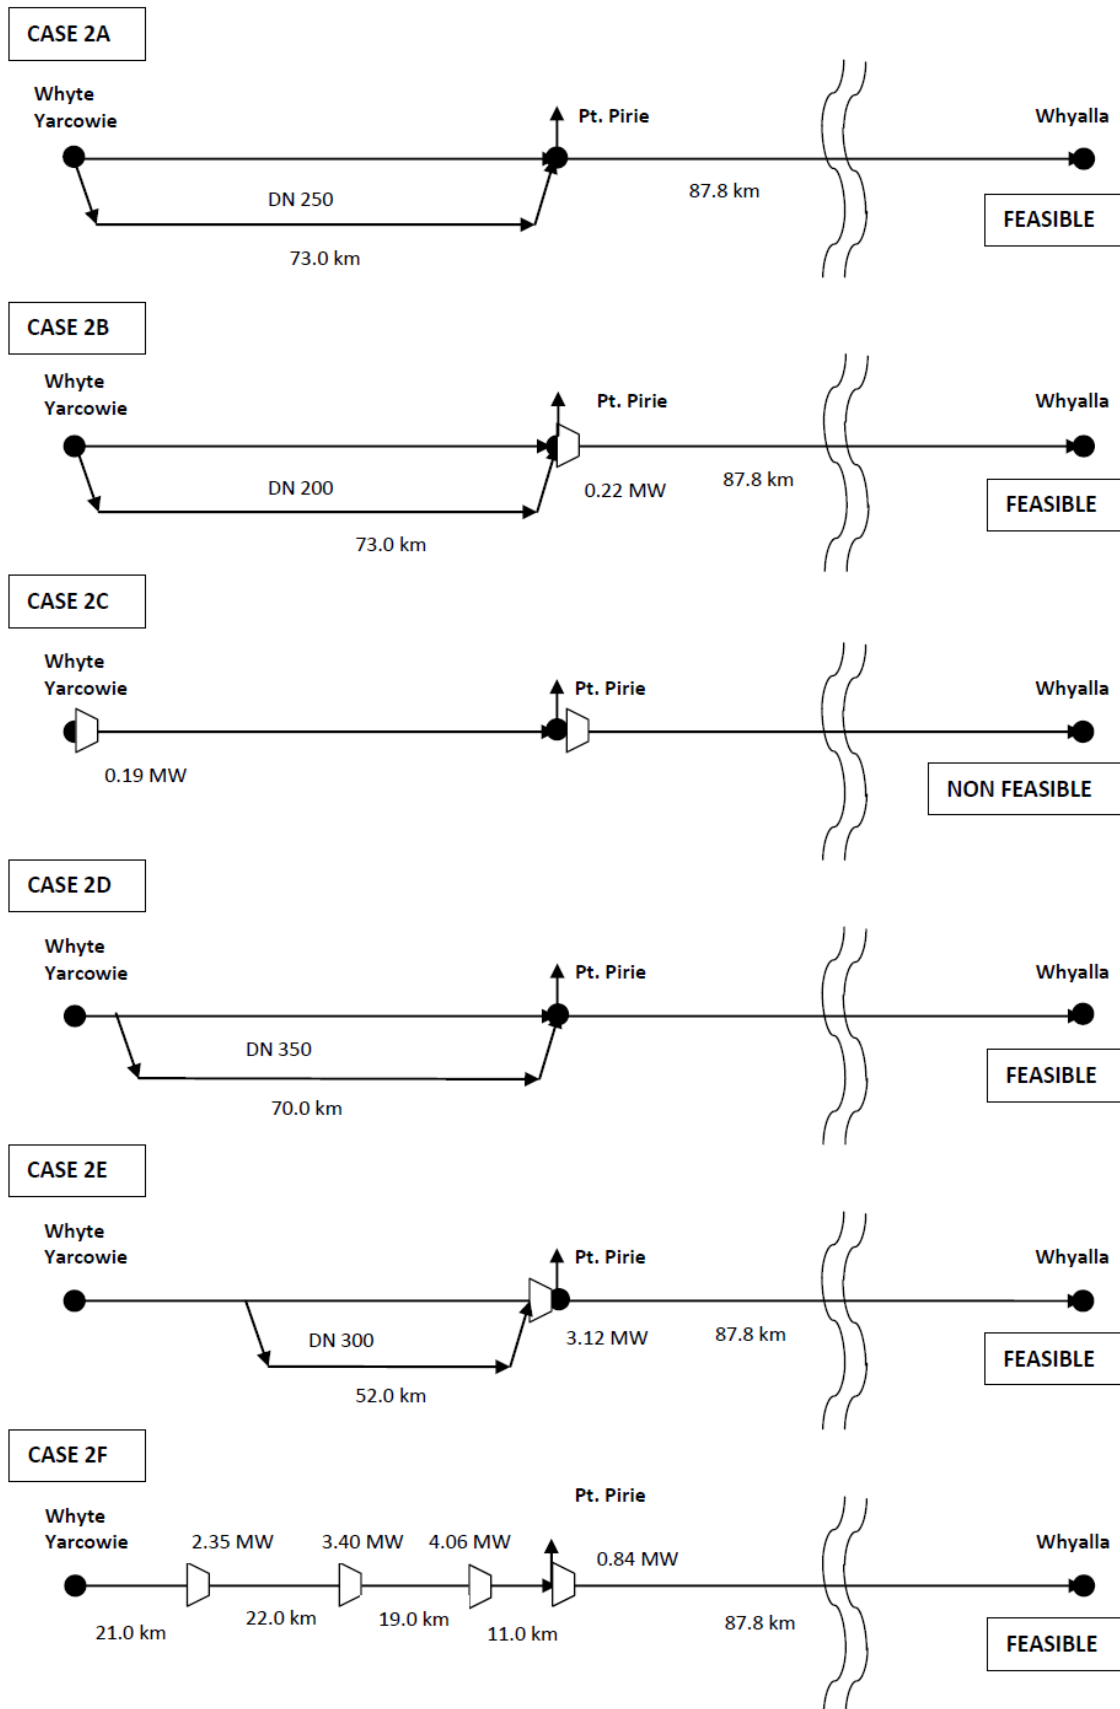 CASE 2A
Whyte
Yarcowie
Pt. Pirie
Whyalla
DN 250
87.8 km
FEASIBLE
73.0 km
CASE 2B
Whyte
Yarcowie
Pt. Pirie
Whyalla
DN 200
0.22 MW
87.8 km
FEASIBLE
73.0 km
CASE 2C
Whyte
Yarcowie
Pt. Pirie
Whyalla
0.19 MW
NON FEASIBLE
CASE 2D
Whyte
Yarcowie
Pt. Pirie
Whyalla
DN 350
FEASIBLE
70.0 km
CASE 2E
Whyte
Yarcowie
Pt. Pirie
Whyalla
DN 300
3.12 MW
87.8 km
FEASIBLE
52.0 km
CASE 2F
Pt. Pirie
Whyte
Yarcowie
2.35 MW
3.40 MW
4.06 MW
0.84 MW
Whyalla
21.0 km
22.0 km
19.0 km
11.0 km
87.8 km
FEASIBLE